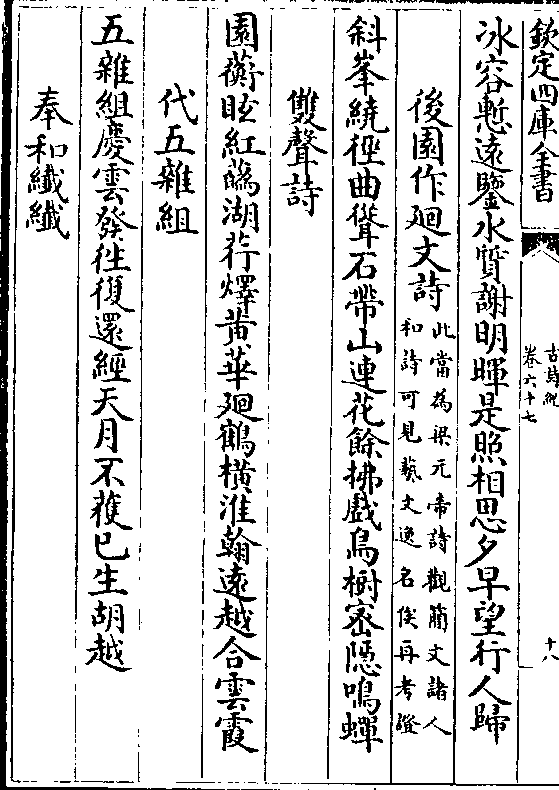 欽定四庫全書
古詩紀
卷六十七
十八
冰容慙遠鑒水質謝明暉是照相思夕早望行人歸
後園作廻文詩
此當為梁元帝詩觀簡文諸人
和詩可見藝文逸名俟再考證
斜峯繞徑曲聳石帶山連花餘拂戲鳥樹宻隱鳴蟬
雙聲詩
園蘅眩紅蘤湖荇燡黄華廻鶴橫淮翰遠越合雲霞
代五雜組
五雜組慶雲發徃復還經天月不𫉬已生胡越
奉和纖纖